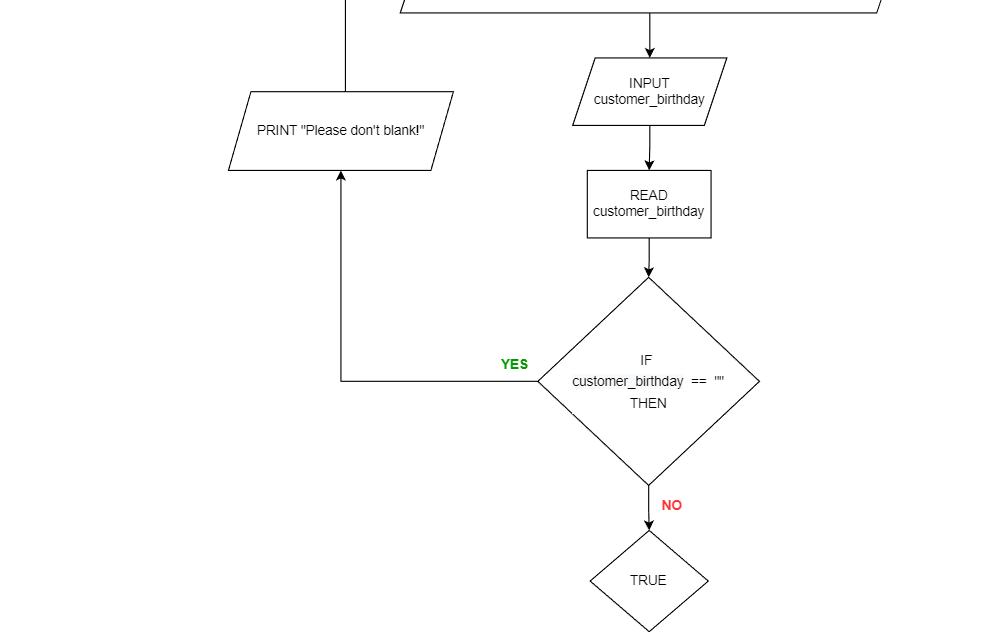 INPUT
customer_birthday
PRINT "Please don't blank!"
READ
customer_birthday
YES
IF
customer_birthday == ""
THEN
NO
TRUE